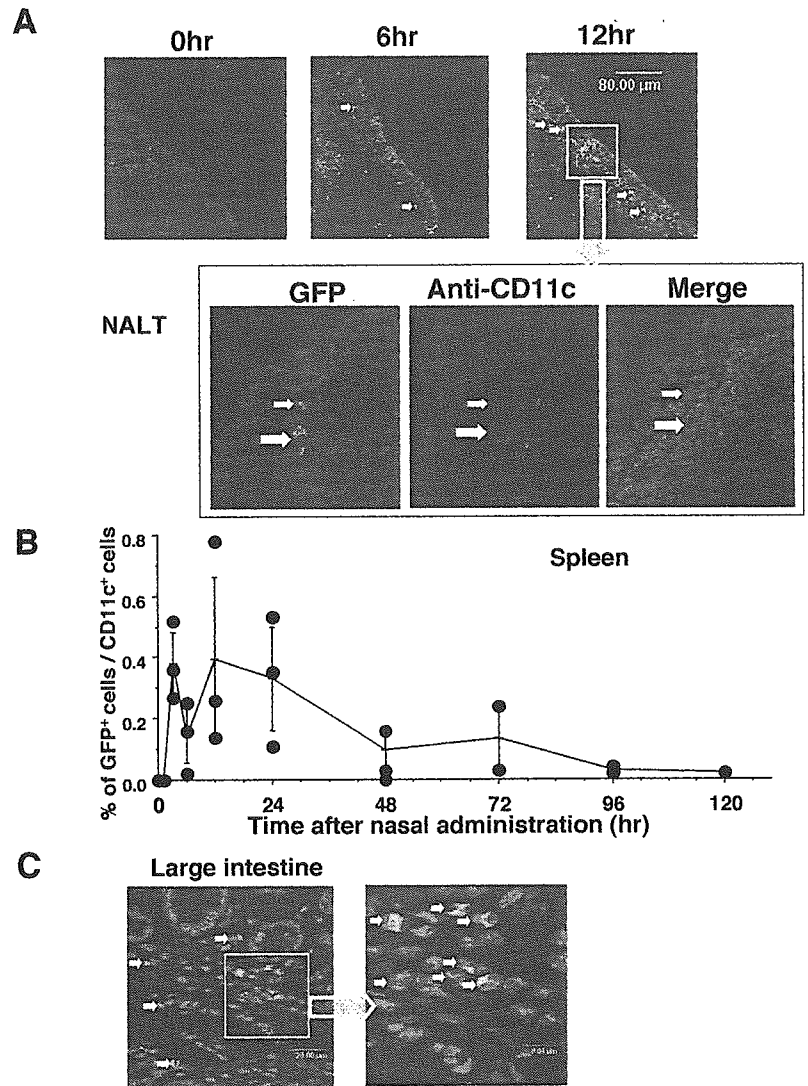 A
0hr 6hr 12hr
80.00 µm
NALT
GFP Anti-CD11c Merge
B
Spleen
% of GFP+ cells / CD11c+ cells
0.8
0.6
0.4
0.2
0.0
0 24 48 72 96 120
Time after nasal administration (hr)
C
Large intestine